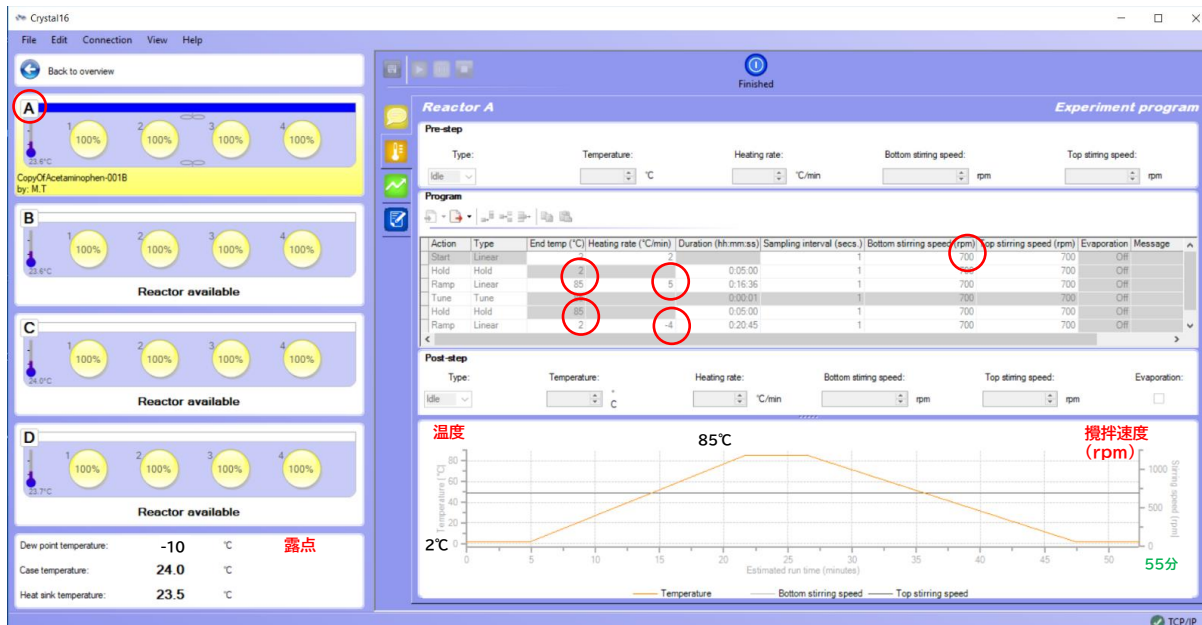 Crystal16
File Edit Connection View Help
Back to overview
Finished
A
1 100% 2 100% 3 100% 4 100%
23.6°C
CopyOfAcetaminophen-001B
by: M.T
B
1 100% 2 100% 3 100% 4 100%
23.6°C
Reactor available
C
1 100% 2 100% 3 100% 4 100%
24.0°C
Reactor available
D
1 100% 2 100% 3 100% 4 100%
23.7°C
Reactor available
Dew point temperature: -10 °C 露点
Case temperature: 24.0 °C
Heat sink temperature: 23.5 °C
Reactor A Experiment program
Pre-step
Type: Temperature: Heating rate: Bottom stirring speed: Top stirring speed:
Idle °C °C/min rpm rpm
Program
Action Type End temp (°C) Heating rate (°C/min) Duration (hh:mm:ss) Sampling interval (secs.) Bottom stirring speed (rpm) Top stirring speed (rpm) Evaporation Message
Start Linear 2 2 1 700 700 Off
Hold Hold 2 0:05:00 1 700 700 Off
Ramp Linear 85 5 0:16:36 1 700 700 Off
Tune Tune 0:00:01 1 700 700 Off
Hold Hold 85 0:05:00 1 700 700 Off
Ramp Linear 2 -4 0:20:45 1 700 700 Off
Post-step
Type: Temperature: Heating rate: Bottom stirring speed: Top stirring speed: Evaporation:
Idle °C °C/min rpm rpm
温度 85℃ 攪拌速度
(rpm)
80
60
40
20
0
2℃
Temperature [°C]
1000
500
0
Stirring speed [rpm]
0 5 10 15 20 25 30 35 40 45 50
55分
Estimated run time (minutes)
Temperature Bottom stirring speed Top stirring speed
TCP/IP